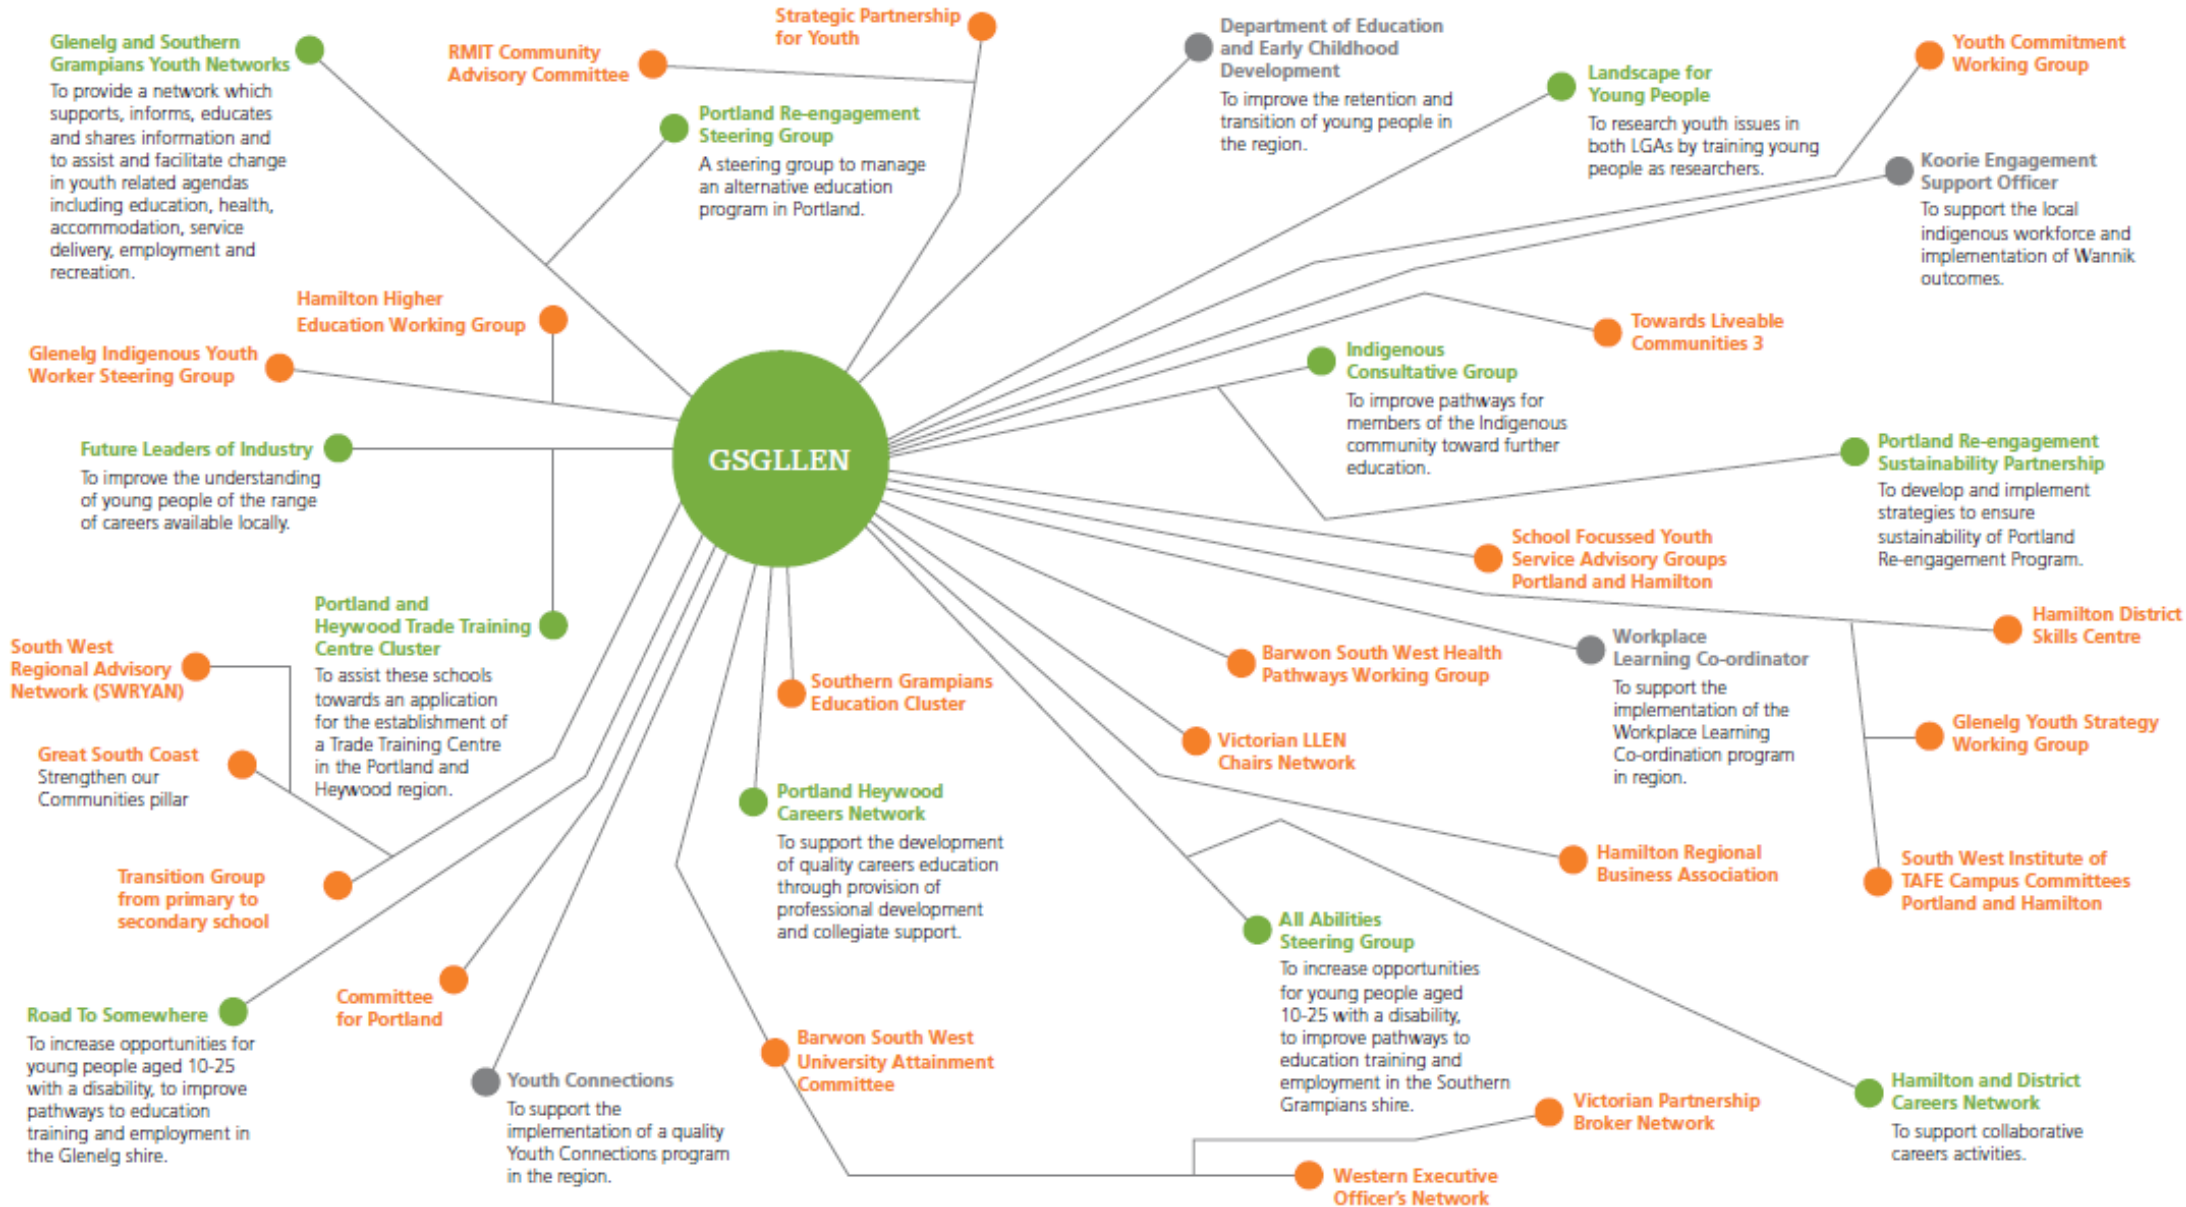 Glenelg and Southern
Grampians Youth Networks
To provide a network which
supports, informs, educates
and shares information and
to assist and facilitate change
in youth related agendas
including education, health,
accommodation, service
delivery, employment and
recreation.
RMIT Community
Advisory Committee
Strategic Partnership
for Youth
Portland Re-engagement
Steering Group
A steering group to manage
an alternative education
program in Portland.
Department of Education
and Early Childhood
Development
To improve the retention and
transition of young people in
the region.
Landscape for
Young People
To research youth issues in
both LGAs by training young
people as researchers.
Youth Commitment
Working Group
Koorie Engagement
Support Officer
To support the local
indigenous workforce and
implementation of Wannik
outcomes.
Hamilton Higher
Education Working Group
Glenelg Indigenous Youth
Worker Steering Group
Towards Liveable
Communities 3
Indigenous
Consultative Group
To improve pathways for
members of the Indigenous
community toward further
education.
Future Leaders of Industry
To improve the understanding
of young people of the range
of careers available locally.
GSGLLEN
Portland Re-engagement
Sustainability Partnership
To develop and implement
strategies to ensure
sustainability of Portland
Re-engagement Program.
School Focussed Youth
Service Advisory Groups
Portland and Hamilton
Portland and
Heywood Trade Training
Centre Cluster
To assist these schools
towards an application
for the establishment of
a Trade Training Centre
in the Portland and
Heywood region.
Hamilton District
Skills Centre
South West
Regional Advisory
Network (SWRYAN)
Workplace
Learning Co-ordinator
To support the
implementation of the
Workplace Learning
Co-ordination program
in region.
Barwon South West Health
Pathways Working Group
Southern Grampians
Education Cluster
Victorian LLEN
Chairs Network
Glenelg Youth Strategy
Working Group
Great South Coast
Strengthen our
Communities pillar
Portland Heywood
Careers Network
To support the development
of quality careers education
through provision of
professional development
and collegiate support.
Hamilton Regional
Business Association
South West Institute of
TAFE Campus Committees
Portland and Hamilton
Transition Group
from primary to
secondary school
All Abilities
Steering Group
To increase opportunities
for young people aged
10-25 with a disability,
to improve pathways to
education training and
employment in the Southern
Grampians shire.
Road To Somewhere
To increase opportunities for
young people aged 10-25
with a disability, to improve
pathways to education
training and employment in
the Glenelg shire.
Committee
for Portland
Youth Connections
To support the
implementation of a quality
Youth Connections program
in the region.
Barwon South West
University Attainment
Committee
Hamilton and District
Careers Network
To support collaborative
careers activities.
Victorian Partnership
Broker Network
Western Executive
Officer's Network